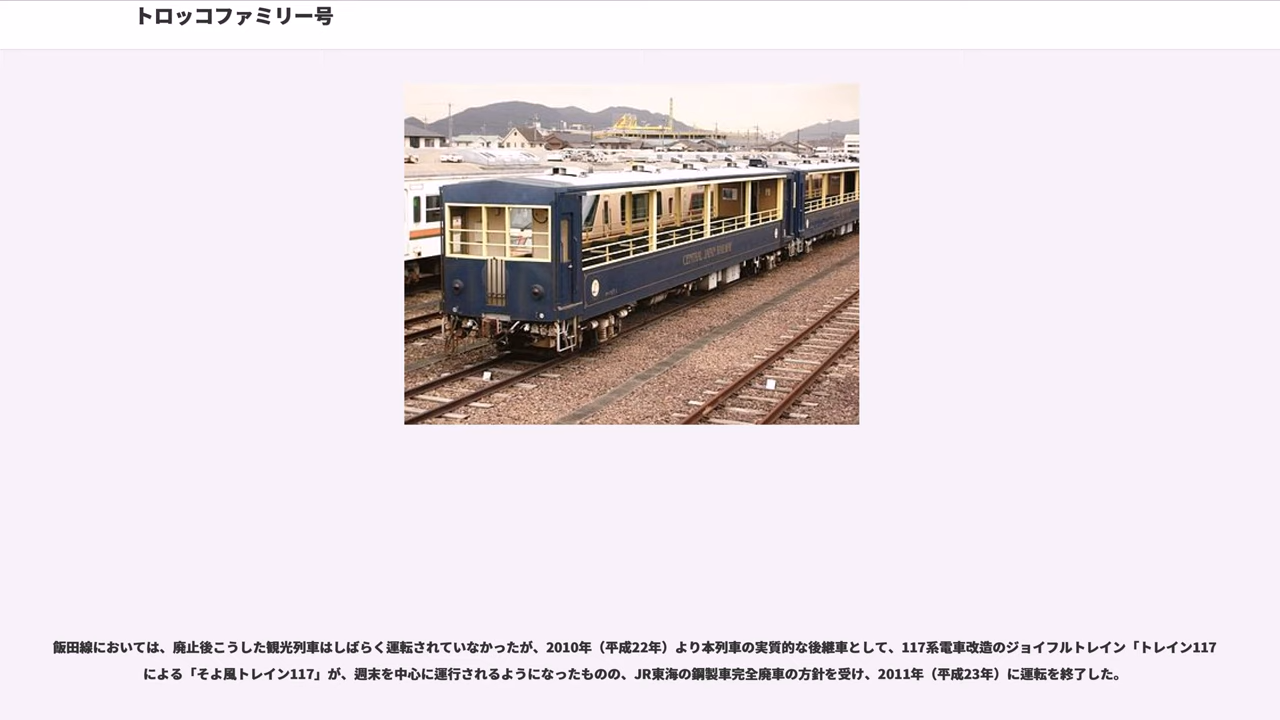 トロッコファミリー号
CENTRAL JAPAN RAILWAY
飯田線においては、廃止後こうした観光列車はしばらく運転されていなかったが、2010年（平成22年）より本列車の実質的な後継車として、117系電車改造のジョイフルトレイン「トレイン117
による「そよ風トレイン117」が、週末を中心に運行されるようになったものの、JR東海の鋼製車完全廃車の方針を受け、2011年（平成23年）に運転を終了した。